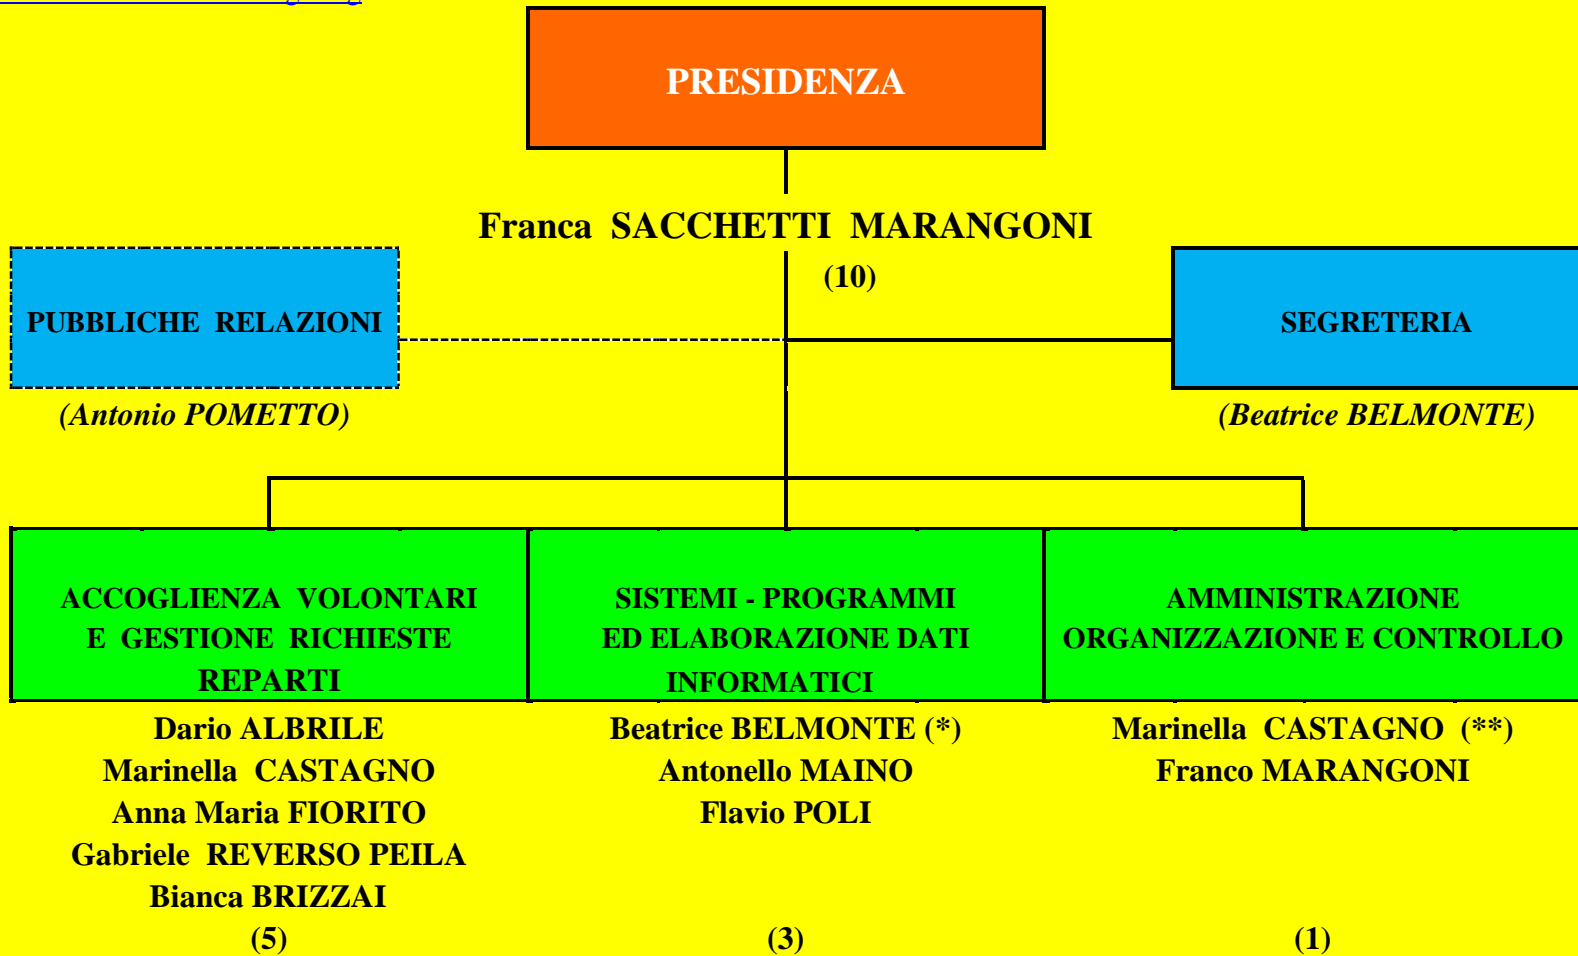 PRESIDENZA
Franca SACCHETTI MARANGONI
(10)
PUBBLICHE RELAZIONI
SEGRETERIA
(Antonio POMETTO)
(Beatrice BELMONTE)
ACCOGLIENZA VOLONTARI
E GESTIONE RICHIESTE
REPARTI
SISTEMI - PROGRAMMI
ED ELABORAZIONE DATI
INFORMATICI
AMMINISTRAZIONE
ORGANIZZAZIONE E CONTROLLO
Dario ALBRILE
Marinella CASTAGNO
Anna Maria FIORITO
Gabriele REVERSO PEILA
Bianca BRIZZAI
(5)
Beatrice BELMONTE (*)
Antonello MAINO
Flavio POLI
(3)
Marinella CASTAGNO (**)
Franco MARANGONI
(1)